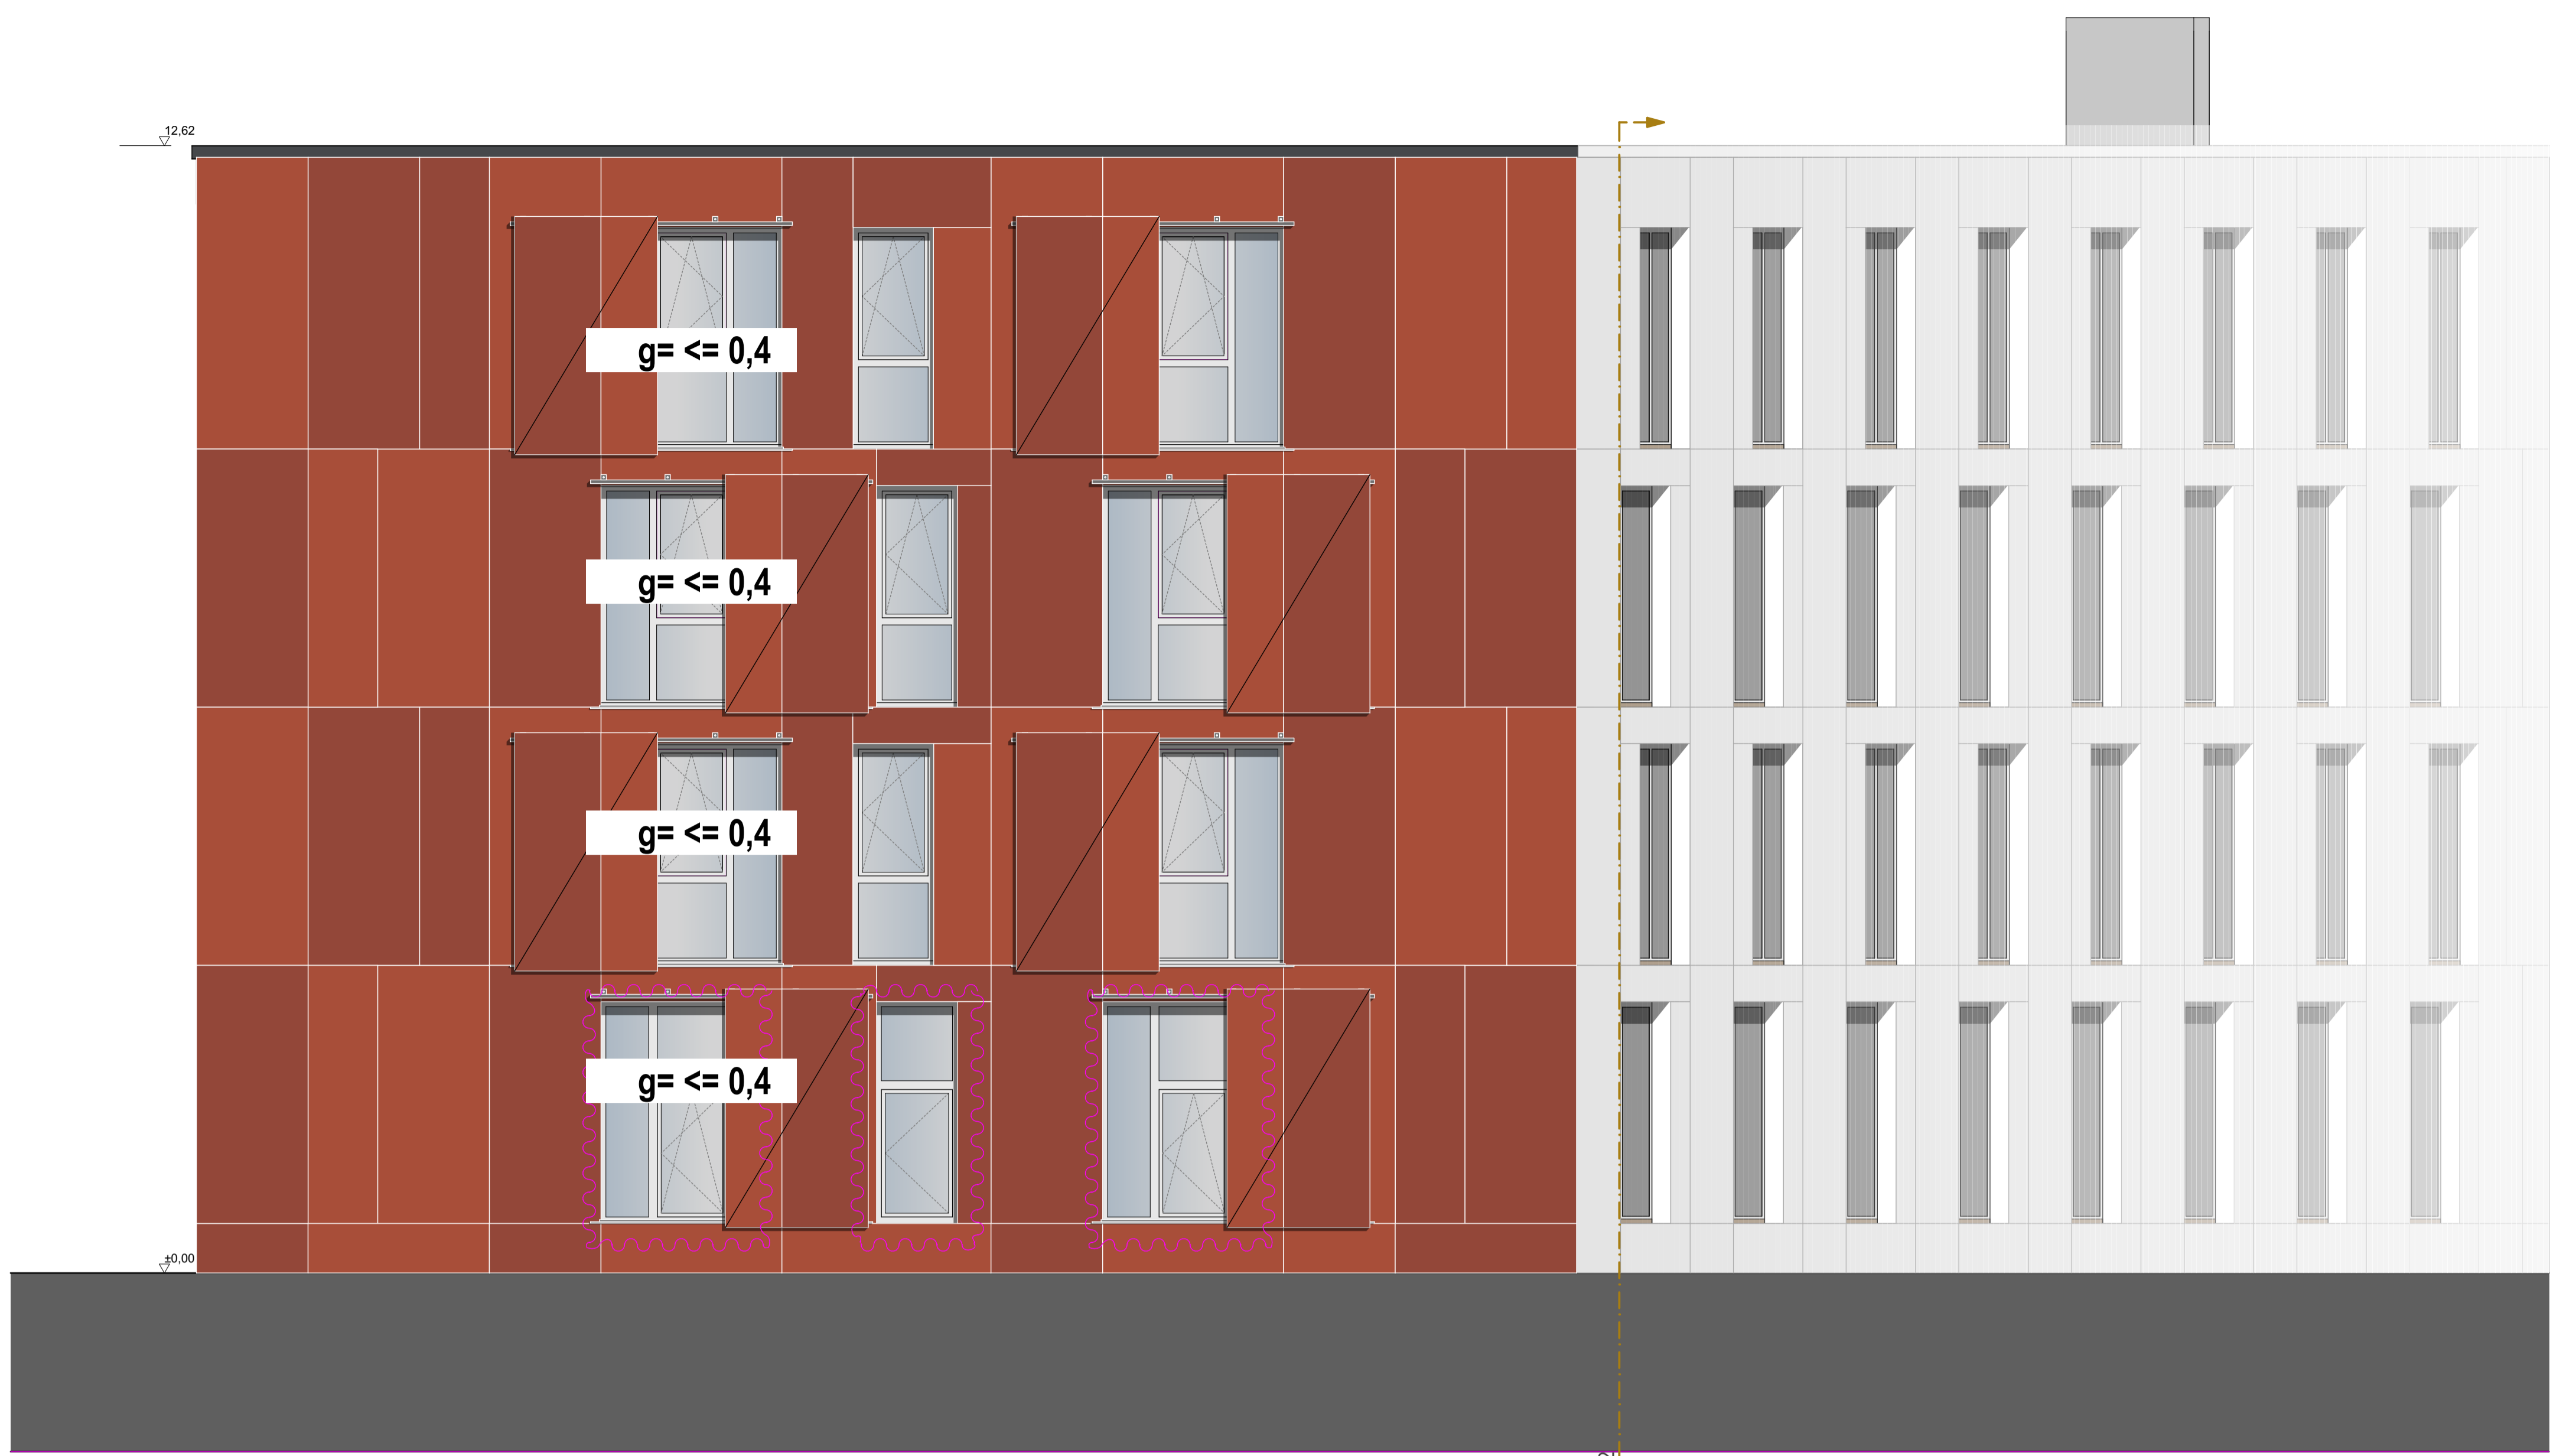 12,62
g= <= 0,4
g= <= 0,4
g= <= 0,4
g= <= 0,4
±0,00